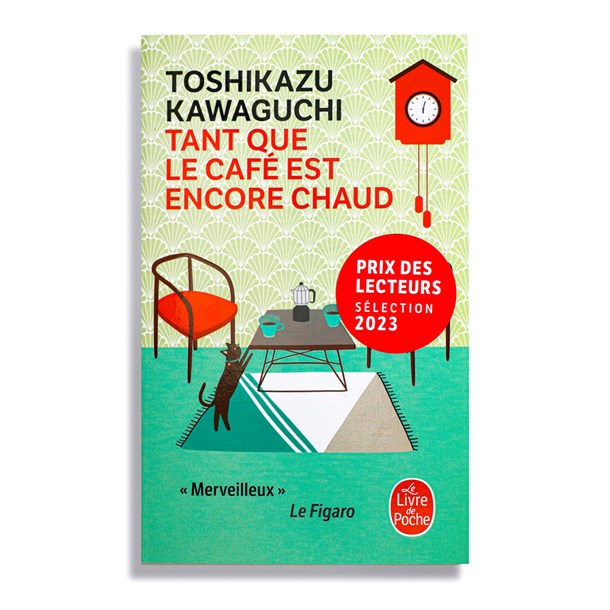 TOSHIKAZU
KAWAGUCHI
TANT QUE
LE CAFÉ EST
ENCORE CHAUD
PRIX DES
LECTEURS
SÉLECTION
2023
« Merveilleux »
Le Figaro
Le
Livre
de
Poche